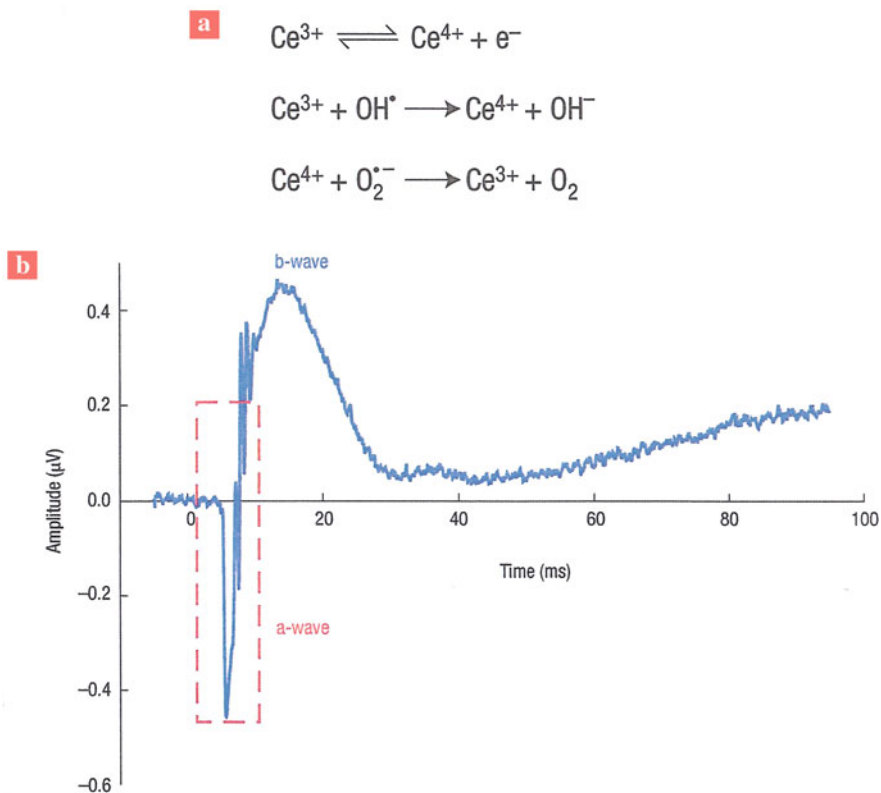 a
Ce³⁺ ⇌ Ce⁴⁺ + e⁻
Ce³⁺ + OH• ⟶ Ce⁴⁺ + OH⁻
Ce⁴⁺ + O₂•⁻ ⟶ Ce³⁺ + O₂
b
b-wave
0.4
0.2
0.0
−0.2
−0.4
−0.6
Amplitude (μV)
0 20 40 60 80 100
Time (ms)
a-wave